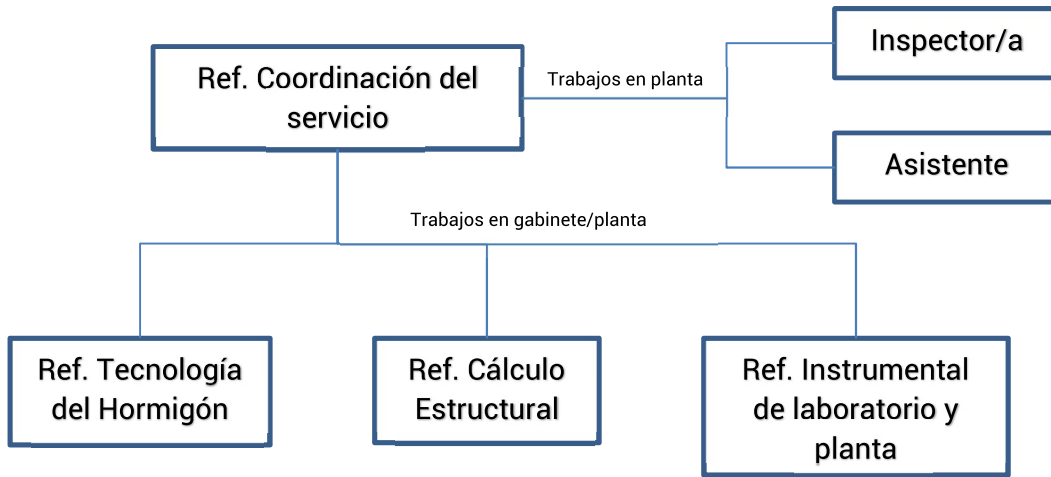 Inspector/a
Ref. Coordinación del
servicio
Trabajos en planta
Asistente
Trabajos en gabinete/planta
Ref. Tecnología
del Hormigón
Ref. Cálculo
Estructural
Ref. Instrumental
de laboratorio y
planta